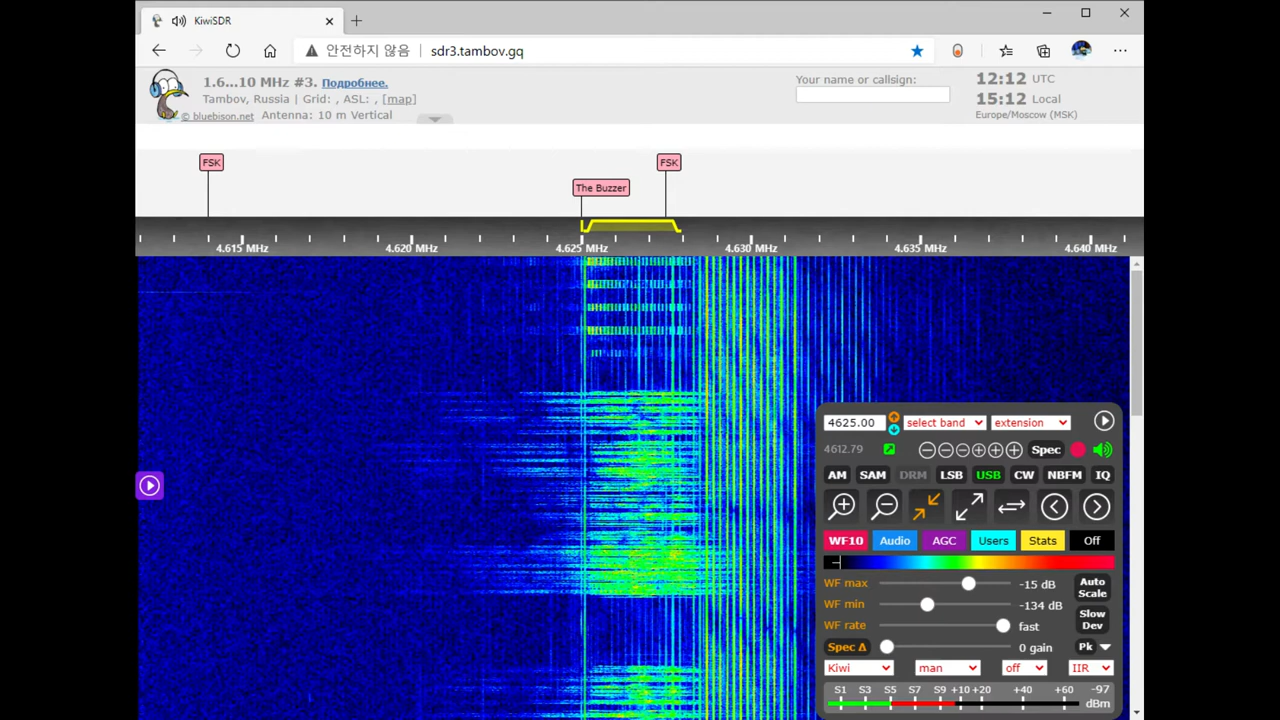 KiwiSDR
안전하지 않음 sdr3.tambov.gq
1.6...10 MHz #3. Подробнее.
Tambov, Russia | Grid: , ASL: , [map]
© bluebison.net Antenna: 10 m Vertical
Your name or callsign:
12:12 UTC
15:12 Local
Europe/Moscow (MSK)
FSK
FSK
The Buzzer
4.615 MHz 4.620 MHz 4.625 MHz 4.630 MHz 4.635 MHz 4.640 MHz
4625.00 select band extension
4612.79 Spec
AM SAM DRM LSB USB CW NBFM IQ
WF10 Audio AGC Users Stats Off
WF max -15 dB Auto Scale
WF min -134 dB Slow Dev
WF rate fast
Spec Δ 0 gain Pk
Kiwi man off IIR
S1 S3 S5 S7 S9 +10 +20 +40 +60 -97
dBm